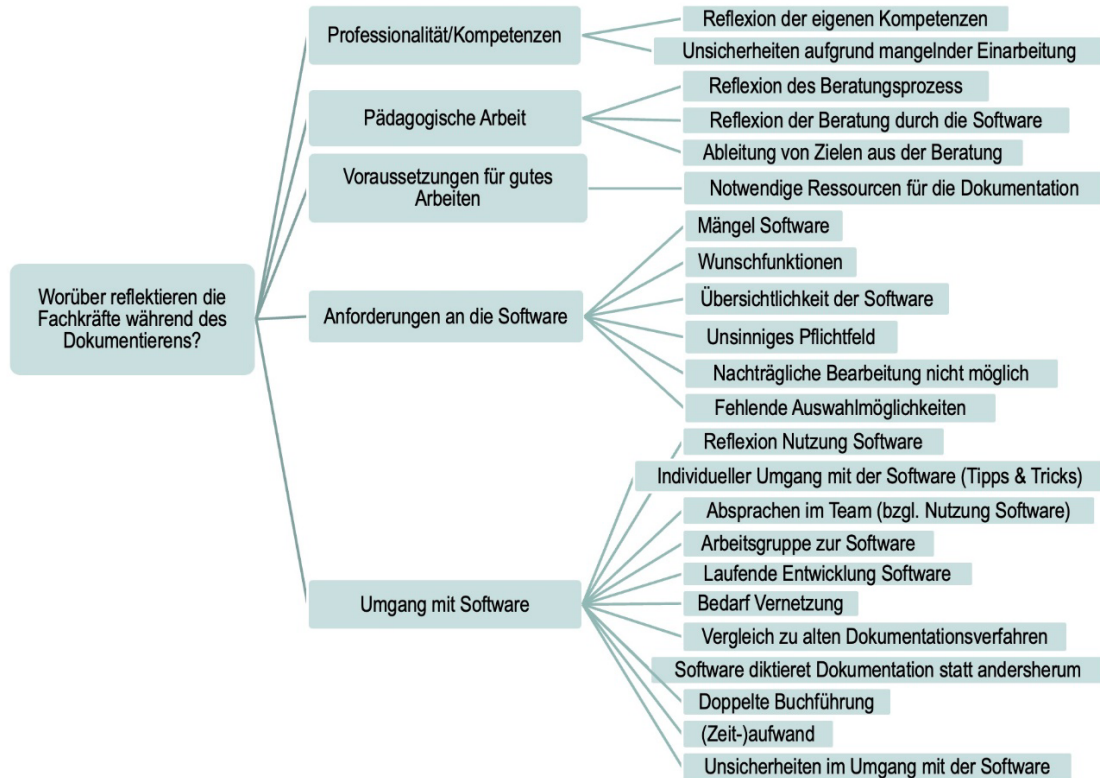 Worüber reflektieren die
Fachkräfte während des
Dokumentierens?
Professionalität/Kompetenzen
Reflexion der eigenen Kompetenzen
Unsicherheiten aufgrund mangelnder Einarbeitung
Pädagogische Arbeit
Reflexion des Beratungsprozess
Reflexion der Beratung durch die Software
Ableitung von Zielen aus der Beratung
Voraussetzungen für gutes
Arbeiten
Notwendige Ressourcen für die Dokumentation
Anforderungen an die Software
Mängel Software
Wunschfunktionen
Übersichtlichkeit der Software
Unsinniges Pflichtfeld
Nachträgliche Bearbeitung nicht möglich
Fehlende Auswahlmöglichkeiten
Umgang mit Software
Reflexion Nutzung Software
Individueller Umgang mit der Software (Tipps & Tricks)
Absprachen im Team (bzgl. Nutzung Software)
Arbeitsgruppe zur Software
Laufende Entwicklung Software
Bedarf Vernetzung
Vergleich zu alten Dokumentationsverfahren
Software diktieret Dokumentation statt andersherum
Doppelte Buchführung
(Zeit-)aufwand
Unsicherheiten im Umgang mit der Software